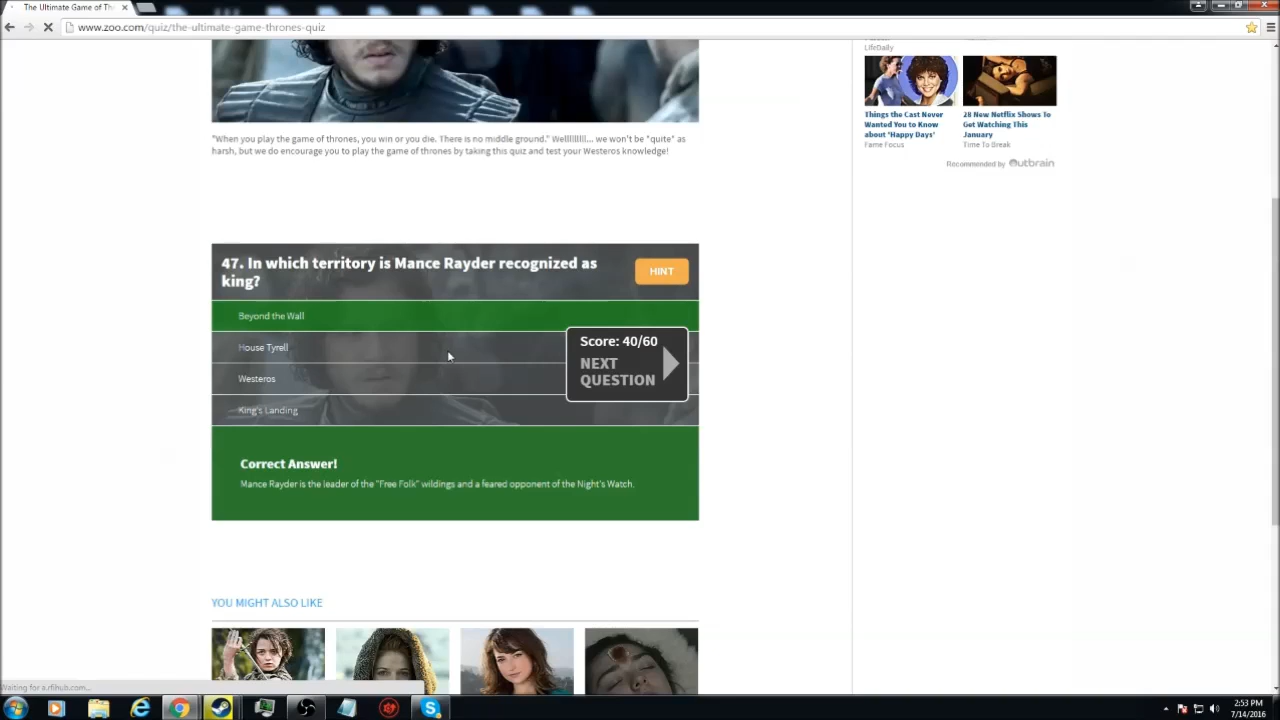 The Ultimate Game of Th
www.zoo.com/quiz/the-ultimate-game-thrones-quiz
LifeDaily
Things the Cast Never
Wanted You to Know
about 'Happy Days'
Fame Focus
28 New Netflix Shows To
Get Watching This
January
Time To Break
Recommended by Outbrain
"When you play the game of thrones, you win or you die. There is no middle ground." Wellllllllll... we won't be "quite" as
harsh, but we do encourage you to play the game of thrones by taking this quiz and test your Westeros knowledge!
47. In which territory is Mance Rayder recognized as
king?
HINT
Beyond the Wall
House Tyrell
Westeros
King's Landing
Score: 40/60
NEXT
QUESTION
Correct Answer!
Mance Rayder is the leader of the "Free Folk" wildings and a feared opponent of the Night's Watch.
YOU MIGHT ALSO LIKE
Waiting for a.rfihub.com...
2:53 PM
7/14/2016